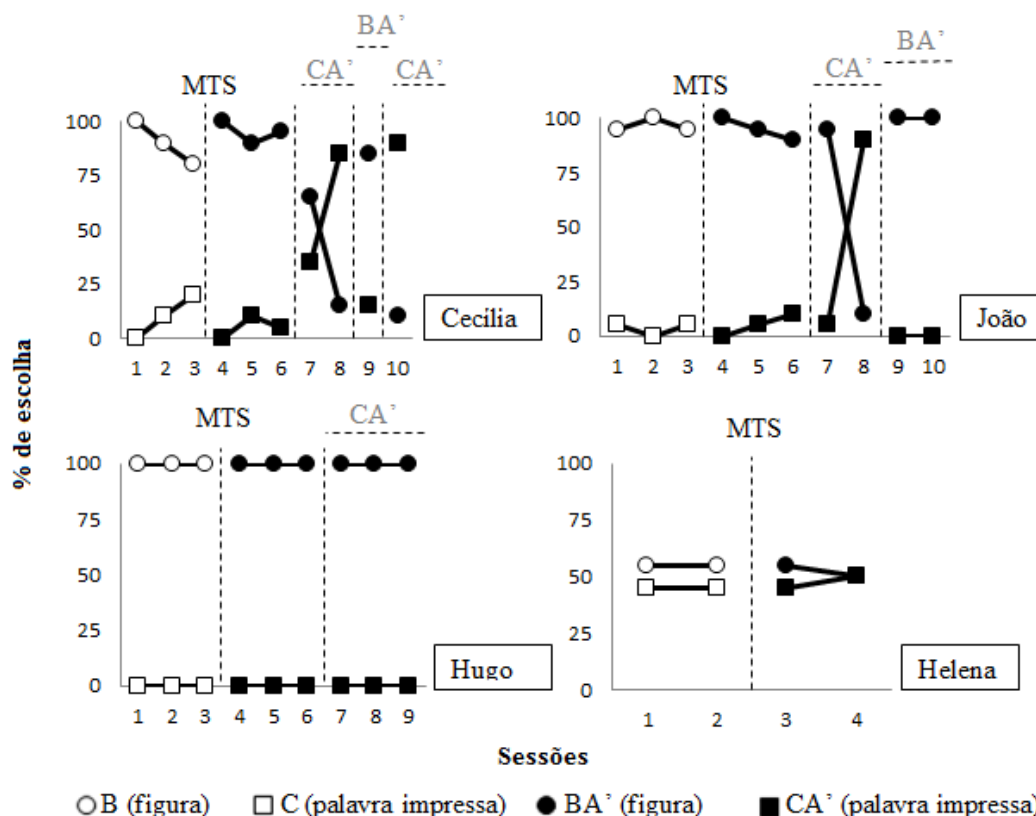 BA’
CA’ CA’
MTS
100
75
50
25
0
1 2 3 4 5 6 7 8 9 10
Cecília
BA’
CA’
MTS
100
75
50
25
0
1 2 3 4 5 6 7 8 9 10
João
% de escolha
MTS CA’
100
75
50
25
0
1 2 3 4 5 6 7 8 9
Hugo
MTS
100
75
50
25
0
1 2 3 4
Helena
Sessões
B (figura) C (palavra impressa) BA’ (figura) CA’ (palavra impressa)